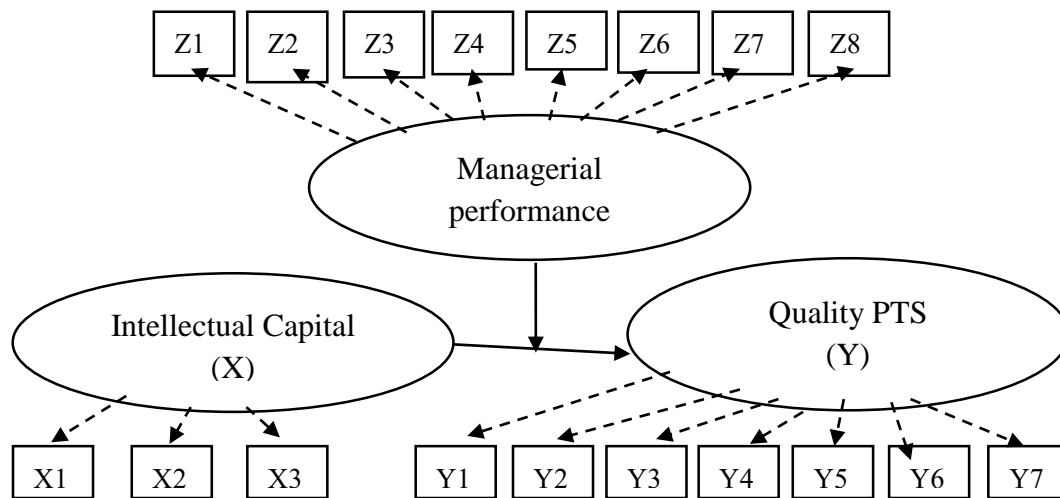 Z1 Z2 Z3 Z4 Z5 Z6 Z7 Z8
Managerial
performance
Intellectual Capital
(X)
Quality PTS
(Y)
X1 X2 X3 Y1 Y2 Y3 Y4 Y5 Y6 Y7